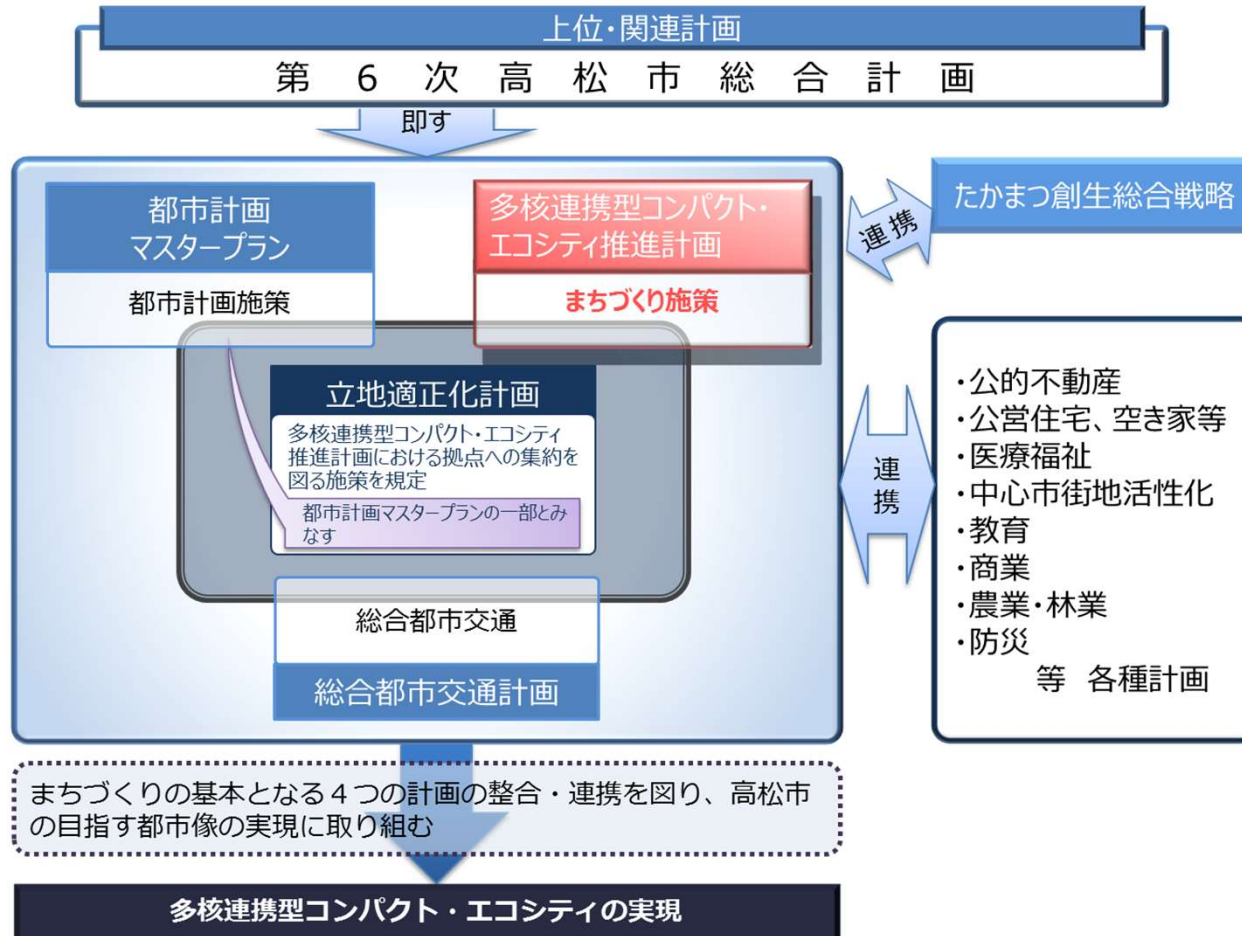 上位・関連計画
第６次高松市総合計画
即す
都市計画
マスタープラン
都市計画施策
多核連携型コンパクト・
エコシティ推進計画
まちづくり施策
連携
たかまつ創生総合戦略
立地適正化計画
多核連携型コンパクト・エコシティ
推進計画における拠点への集約を
図る施策を規定
都市計画マスタープランの一部とみ
なす
総合都市交通
総合都市交通計画
連携
・公的不動産
・公営住宅、空き家等
・医療福祉
・中心市街地活性化
・教育
・商業
・農業・林業
・防災
等 各種計画
まちづくりの基本となる４つの計画の整合・連携を図り、高松市
の目指す都市像の実現に取り組む
多核連携型コンパクト・エコシティの実現